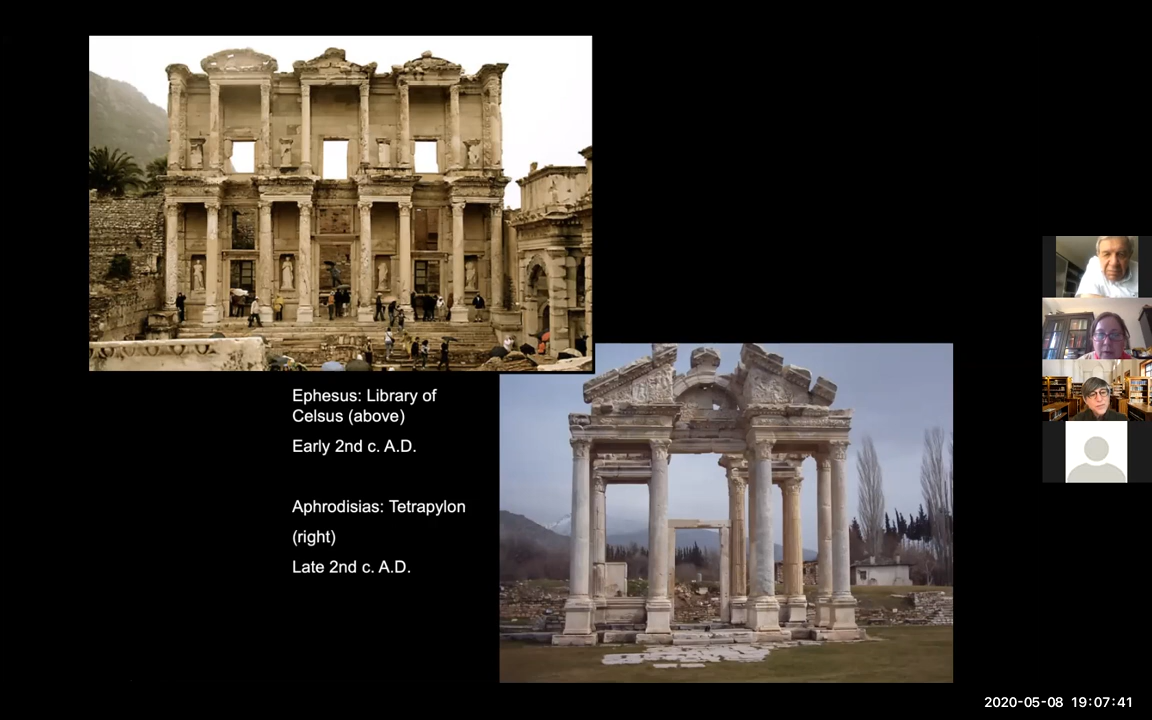 Ephesus: Library of
Celsus (above)
Early 2nd c. A.D.
Aphrodisias: Tetrapylon
(right)
Late 2nd c. A.D.
2020-05-08 19:07:41